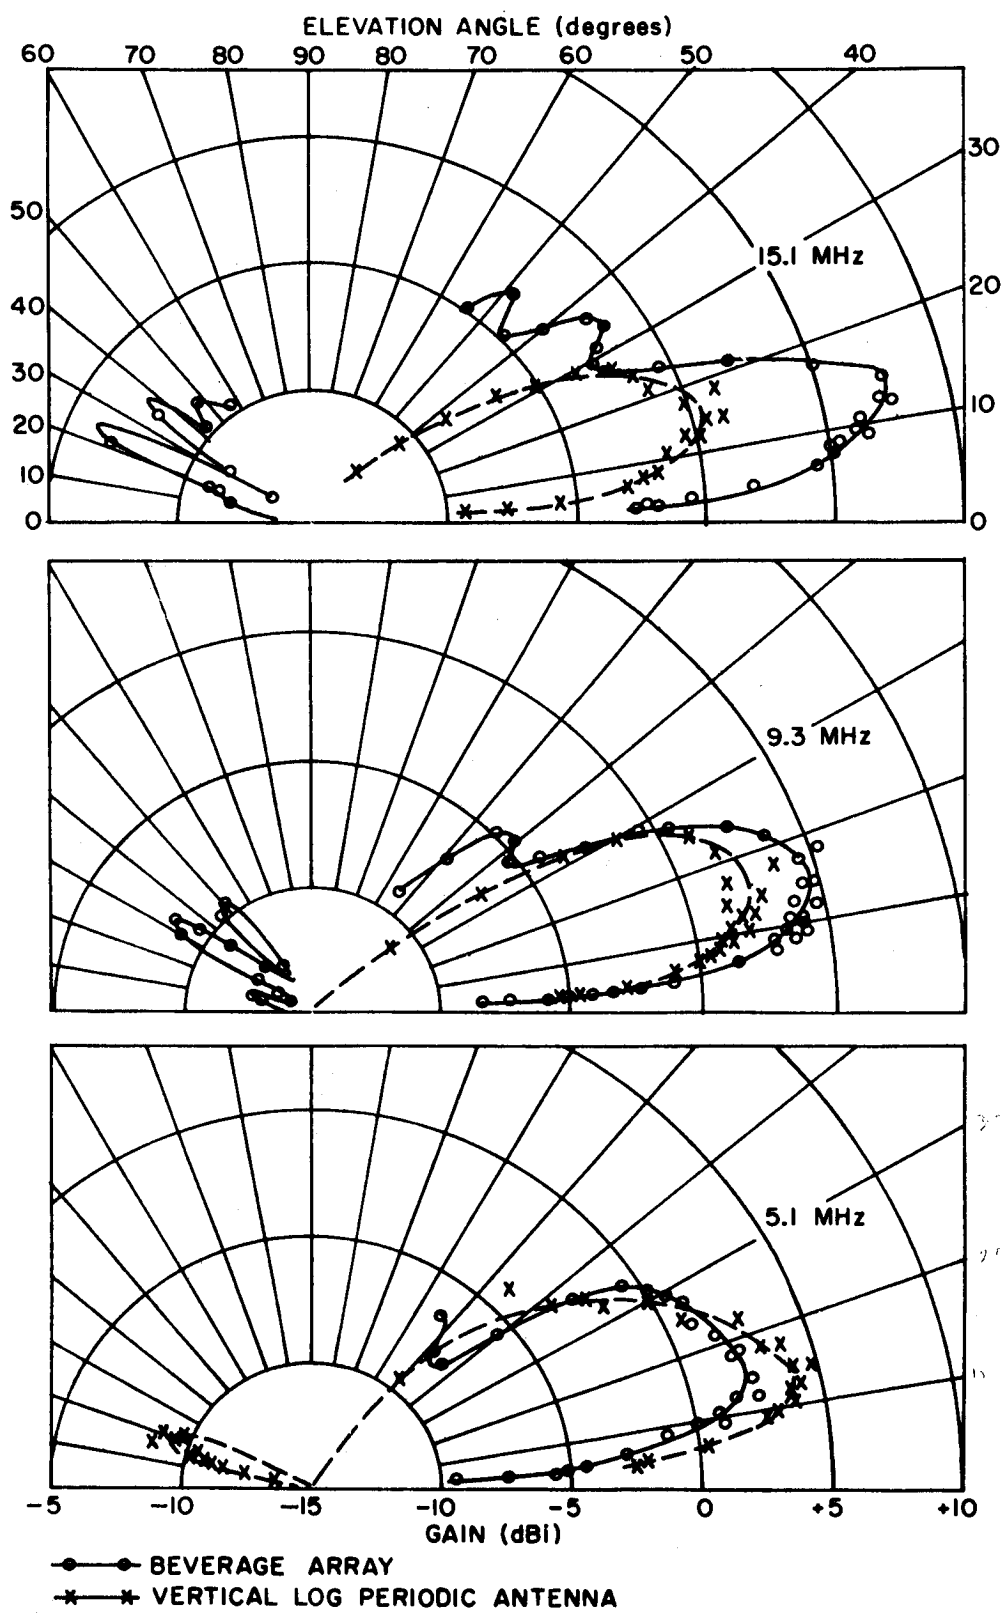 ELEVATION ANGLE (degrees)
60 70 80 90 80 70 60 50 40
30
50
15.1 MHz
20
40
30
20
10
10
0
0
9.3 MHz
5.1 MHz
-5 -10 -15 -10 -5 0 +5 +10
GAIN (dBi)
BEVERAGE ARRAY
VERTICAL LOG PERIODIC ANTENNA